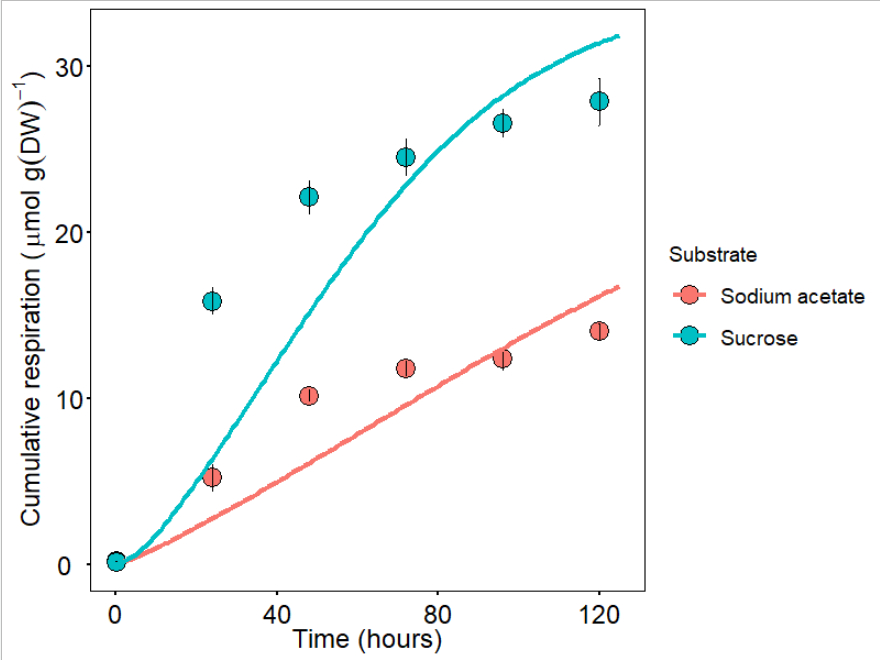 Cumulative respiration ( μmol g(DW)⁻¹)
30
20
10
0
0 40 80 120
Time (hours)
Substrate
Sodium acetate
Sucrose